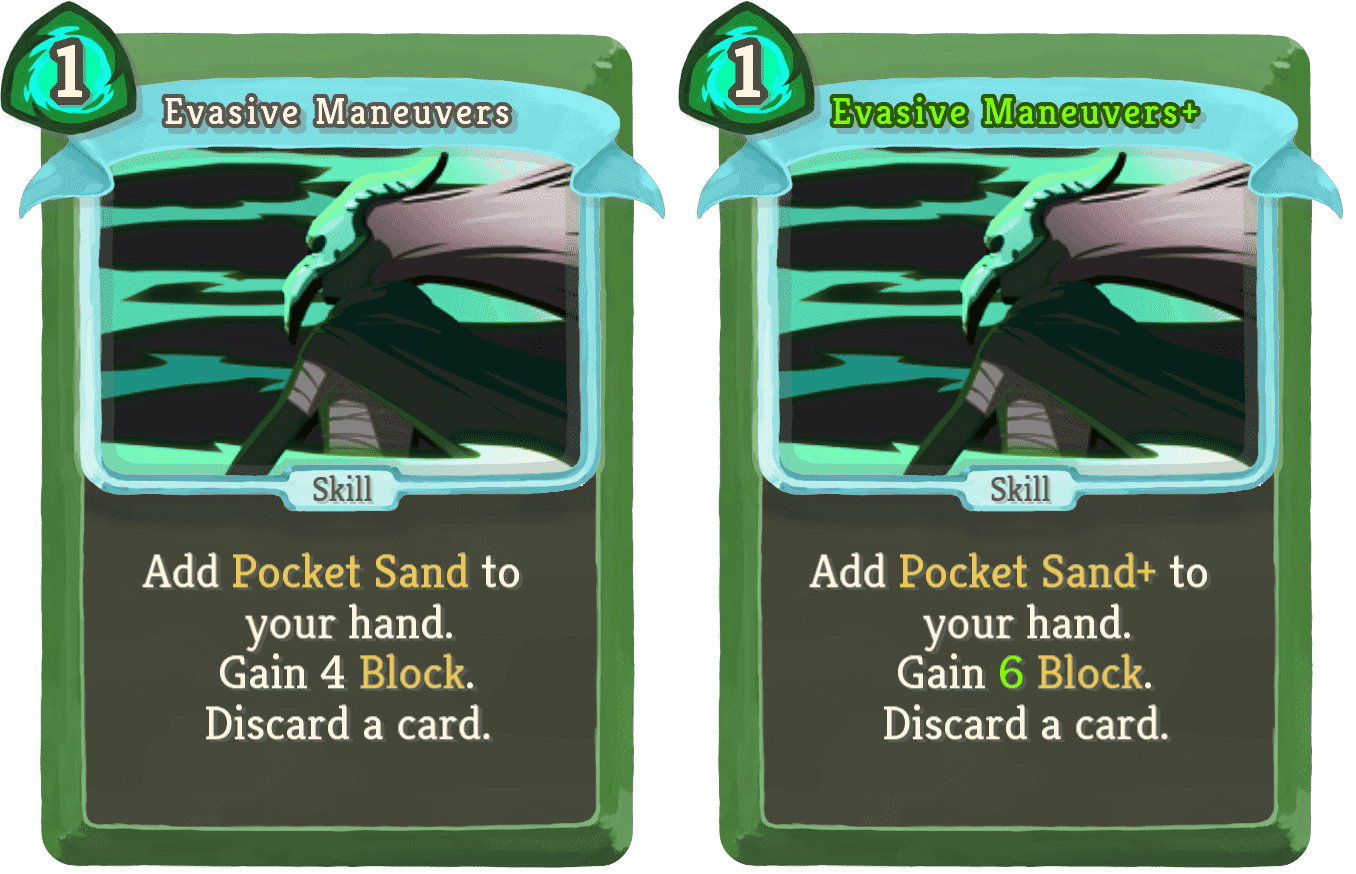 1
Evasive Maneuvers
Skill
Add Pocket Sand to
your hand.
Gain 4 Block.
Discard a card.
1
Evasive Maneuvers+
Skill
Add Pocket Sand+ to
your hand.
Gain 6 Block.
Discard a card.